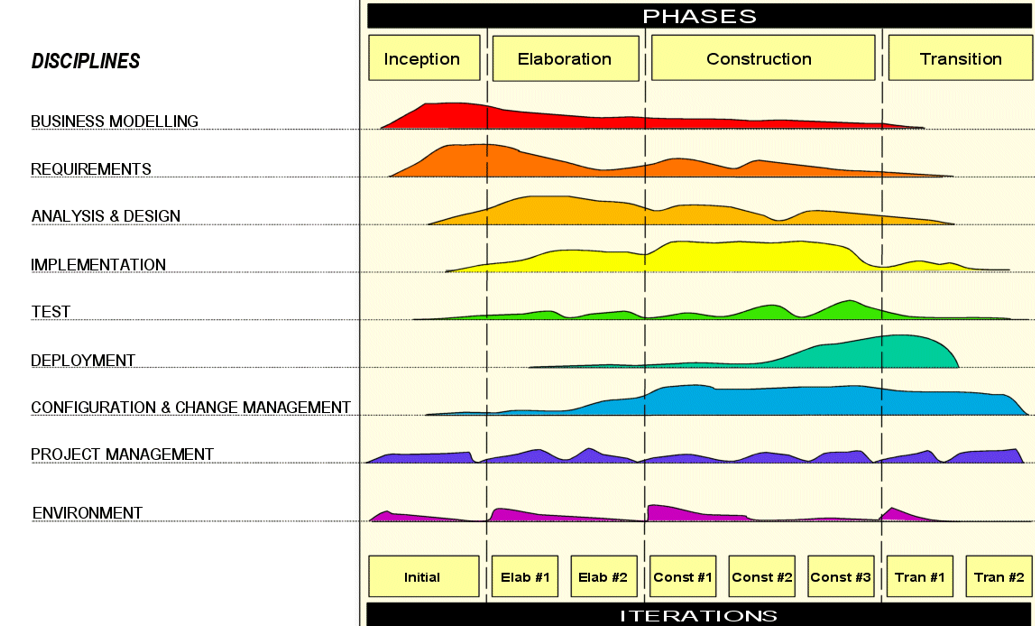 PHASES
DISCIPLINES
Inception
Elaboration
Construction
Transition
BUSINESS MODELLING
REQUIREMENTS
ANALYSIS & DESIGN
IMPLEMENTATION
TEST
DEPLOYMENT
CONFIGURATION & CHANGE MANAGEMENT
PROJECT MANAGEMENT
ENVIRONMENT
Initial
Elab #1
Elab #2
Const #1
Const #2
Const #3
Tran #1
Tran #2
ITERATIONS